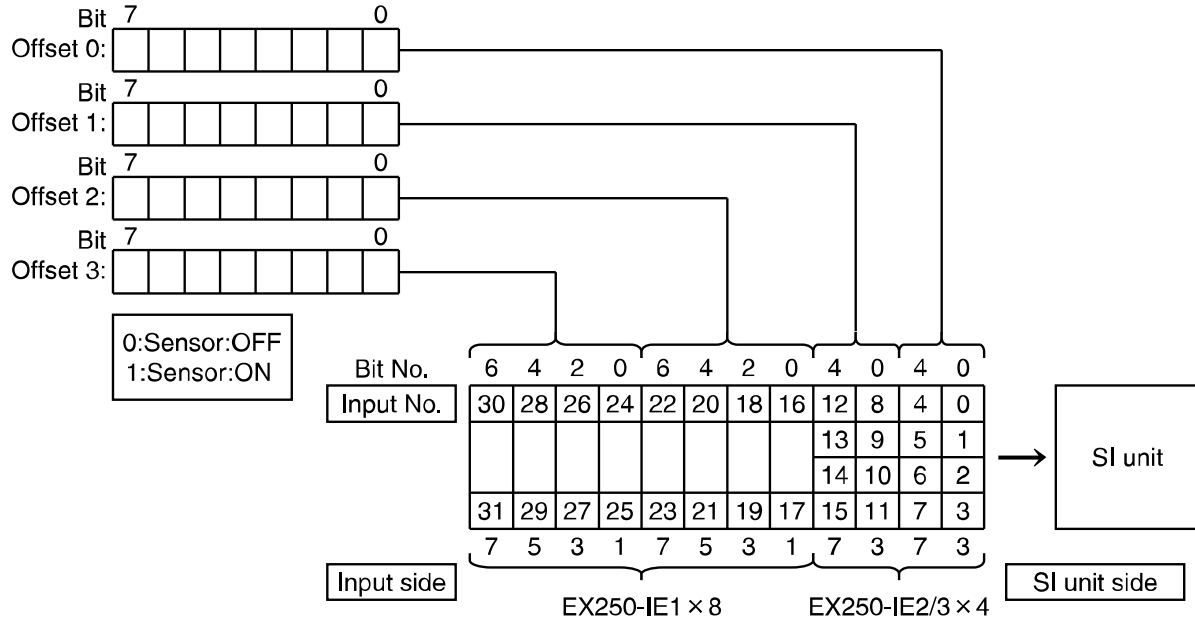 Bit 7 0
Offset 0:
Bit 7 0
Offset 1:
Bit 7 0
Offset 2:
Bit 7 0
Offset 3:
0:Sensor:OFF
1:Sensor:ON
Bit No. 6 4 2 0 6 4 2 0 4 0 4 0
Input No. 30 28 26 24 22 20 18 16 12 8 4 0
13 9 5 1
14 10 6 2
31 29 27 25 23 21 19 17 15 11 7 3
7 5 3 1 7 5 3 1 7 3 7 3
SI unit
Input side
SI unit side
EX250-IE1 × 8
EX250-IE2/3 × 4